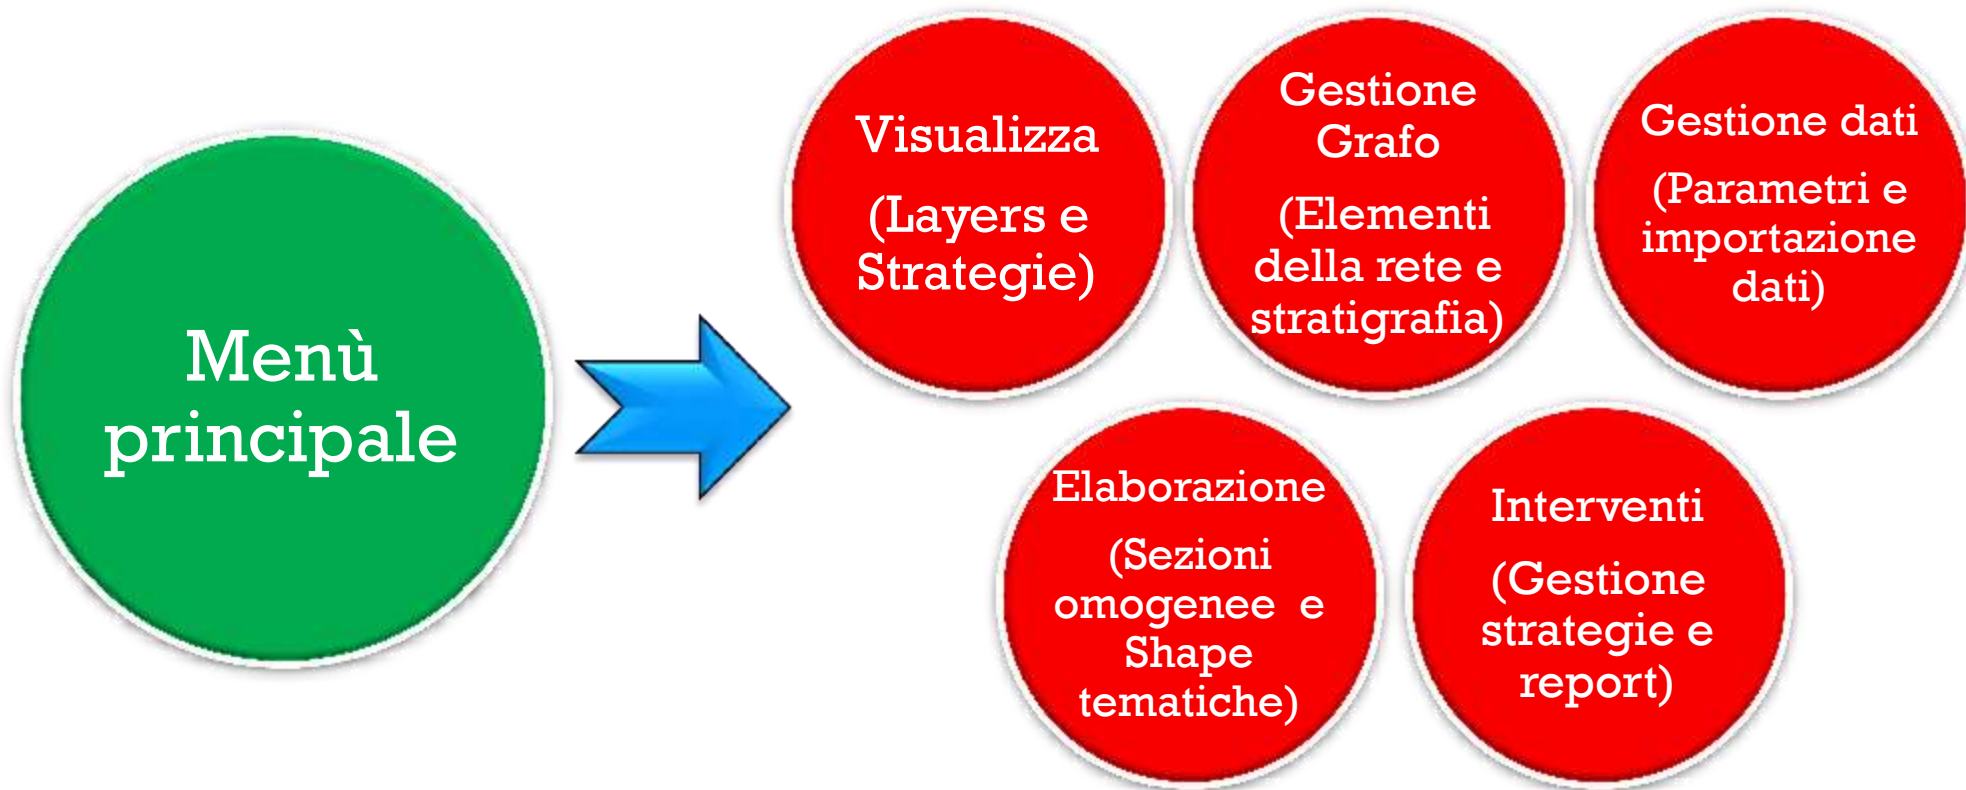 Menù
principale
Visualizza
(Layers e
Strategie)
Gestione
Grafo
(Elementi
della rete e
stratigrafia)
Gestione dati
(Parametri e
importazione
dati)
Elaborazione
(Sezioni
omogenee e
Shape
tematiche)
Interventi
(Gestione
strategie e
report)